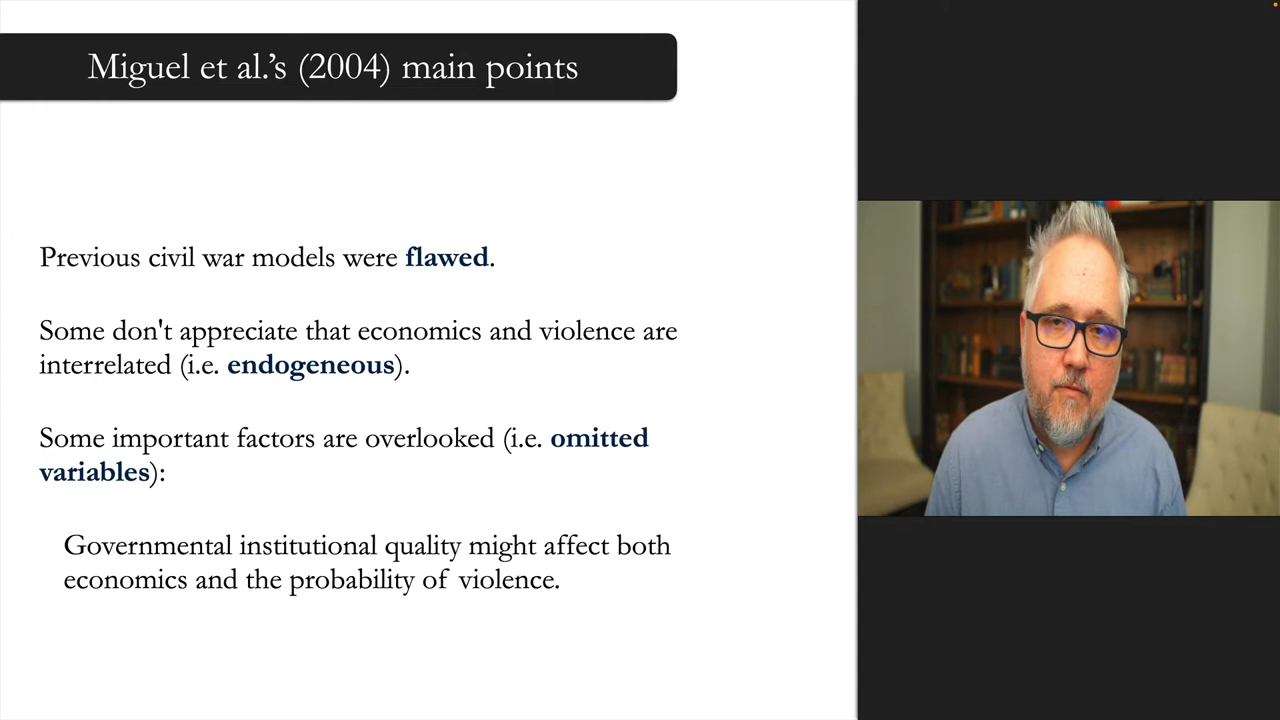 Miguel et al.’s (2004) main points
Previous civil war models were flawed.
Some don't appreciate that economics and violence are
interrelated (i.e. endogeneous).
Some important factors are overlooked (i.e. omitted
variables):
Governmental institutional quality might affect both
economics and the probability of violence.